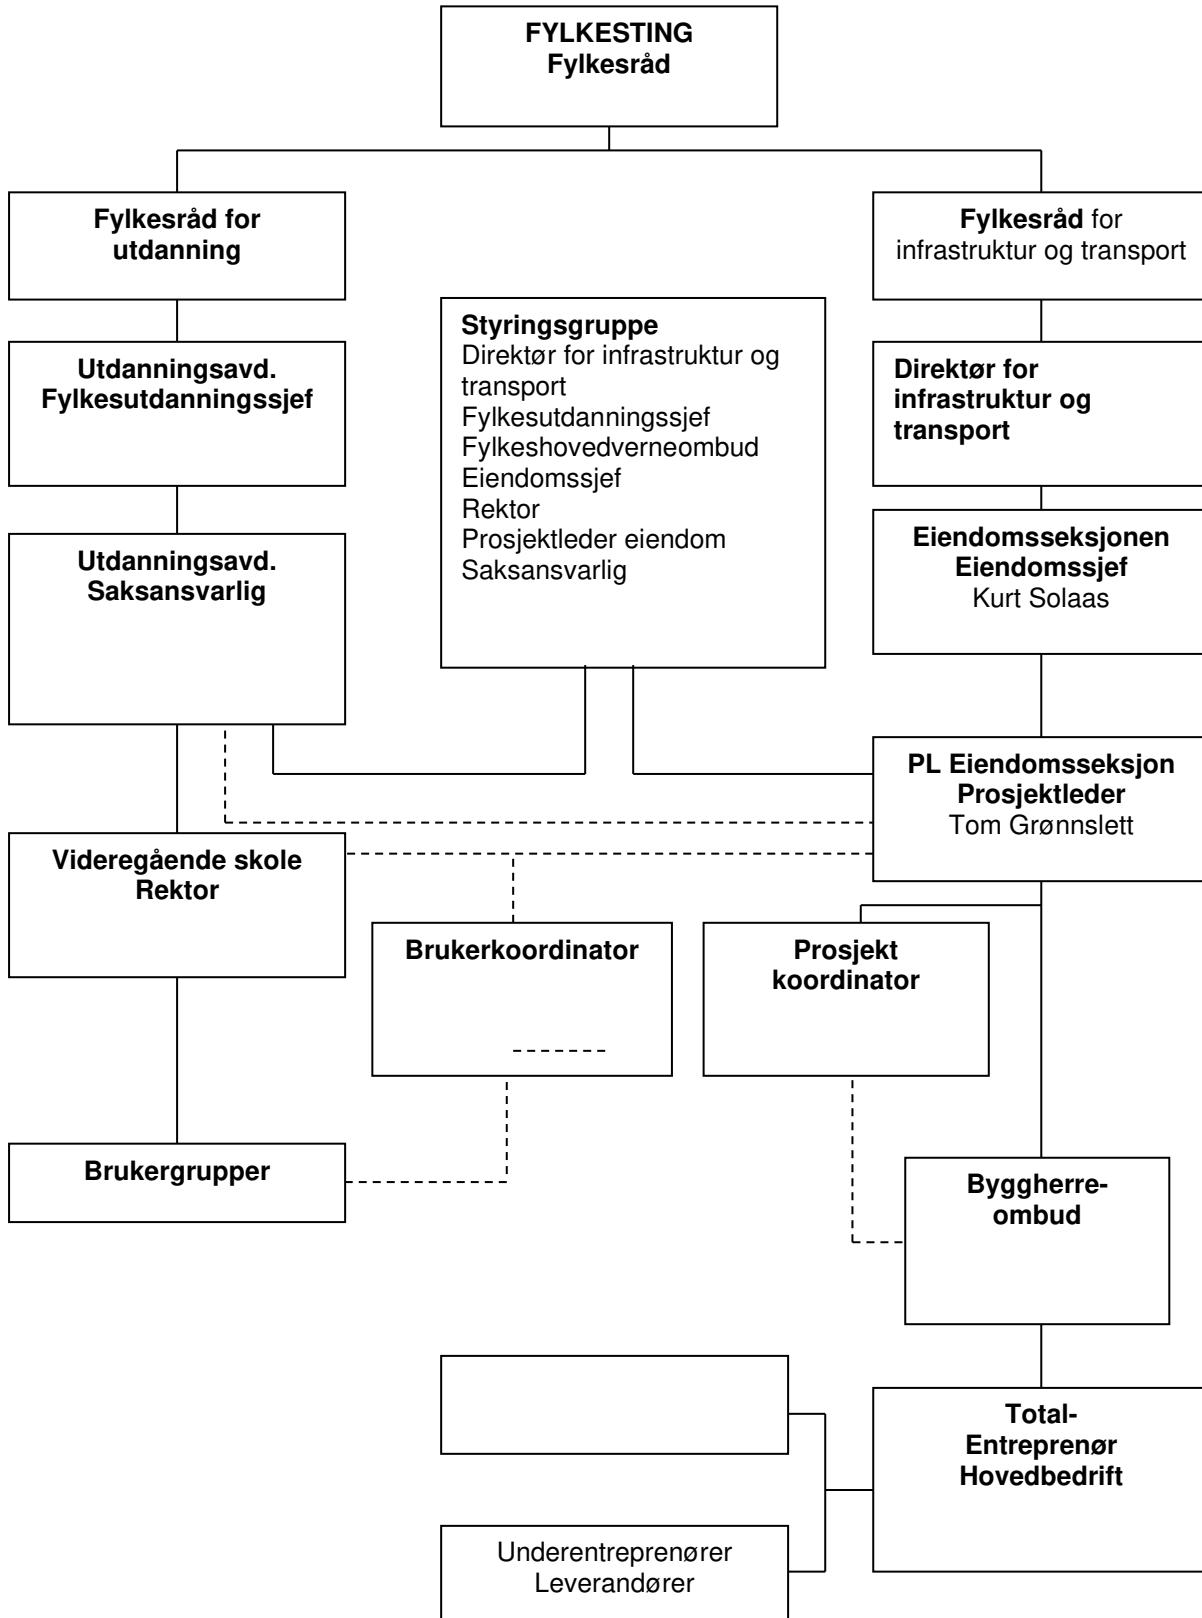 FYLKESTING
Fylkesråd
Fylkesråd for
utdanning
Fylkesråd for
infrastruktur og transport
Styringsgruppe
Direktør for infrastruktur og
transport
Fylkesutdanningssjef
Fylkeshovedverneombud
Eiendomssjef
Rektor
Prosjektleder eiendom
Saksansvarlig
Utdanningsavd.
Fylkesutdanningssjef
Direktør for
infrastruktur og
transport
Utdanningsavd.
Saksansvarlig
Eiendomsseksjonen
Eiendomssjef
Kurt Solaas
PL Eiendomsseksjon
Prosjektleder
Tom Grønnslett
Videregående skole
Rektor
Brukerkoordinator
Prosjekt
koordinator
Brukergrupper
Byggherre-
ombud
Total-
Entreprenør
Hovedbedrift
Underentreprenører
Leverandører